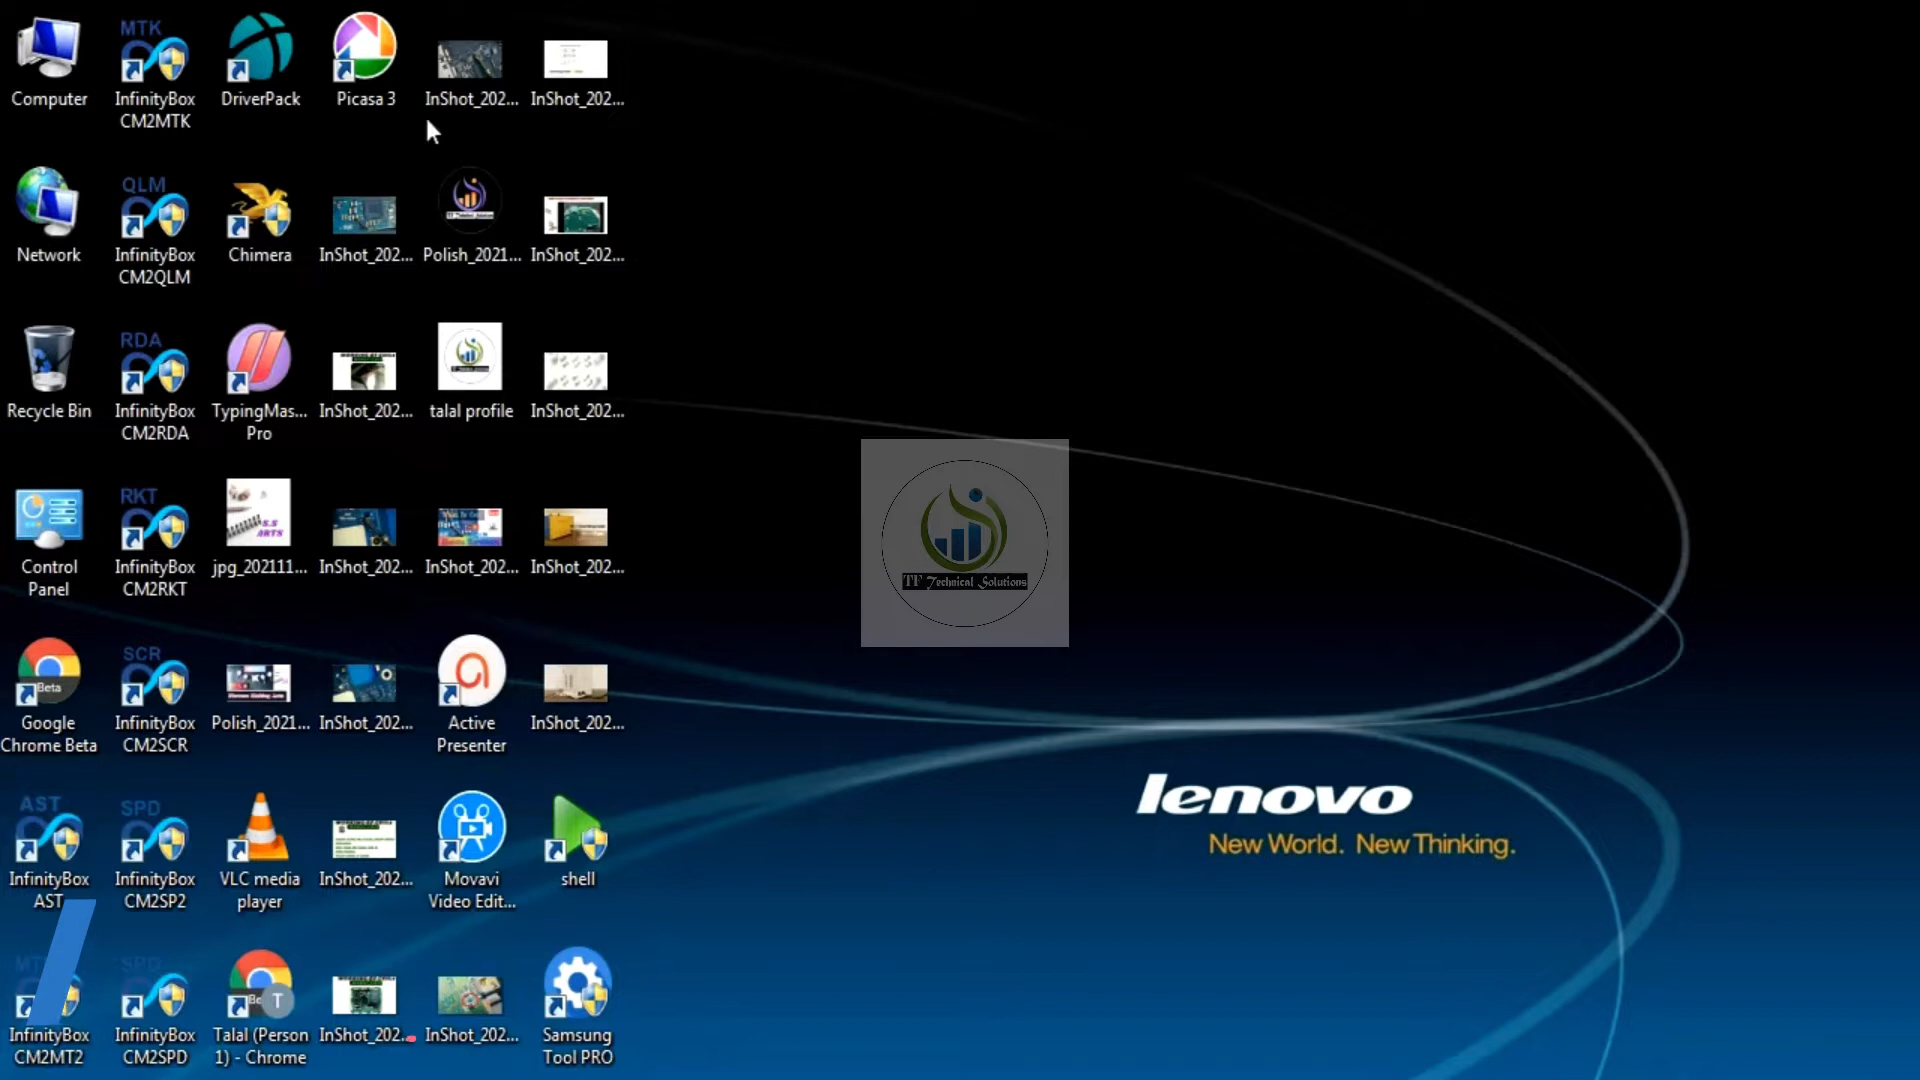 Computer
MTK
InfinityBox
CM2MTK
DriverPack
Picasa 3
InShot_202...
InShot_202...
Network
QLM
InfinityBox
CM2QLM
Chimera
InShot_202...
Polish_2021...
InShot_202...
Recycle Bin
RDA
InfinityBox
CM2RDA
TypingMas...
Pro
InShot_202...
talal profile
InShot_202...
Control
Panel
RKT
InfinityBox
CM2RKT
S.S
ARTS
jpg_202111...
InShot_202...
InShot_202...
InShot_202...
Beta
Google
Chrome Beta
SCR
InfinityBox
CM2SCR
Polish_2021...
InShot_202...
Active
Presenter
InShot_202...
AST
InfinityBox
AST
SPD
InfinityBox
CM2SP2
VLC media
player
InShot_202...
Movavi
Video Edit...
shell
InfinityBox
CM2MT2
SPD
InfinityBox
CM2SPD
T
Talal (Person
1) - Chrome
InShot_202...
InShot_202...
Samsung
Tool PRO
TF Technical Solutions
lenovo
New World. New Thinking.